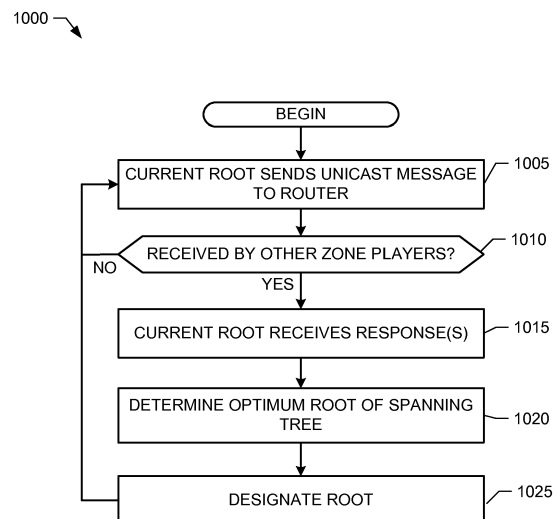 1000
BEGIN
CURRENT ROOT SENDS UNICAST MESSAGE
TO ROUTER
1005
RECEIVED BY OTHER ZONE PLAYERS?
1010
NO
YES
CURRENT ROOT RECEIVES RESPONSE(S)
1015
DETERMINE OPTIMUM ROOT OF SPANNING
TREE
1020
DESIGNATE ROOT
1025